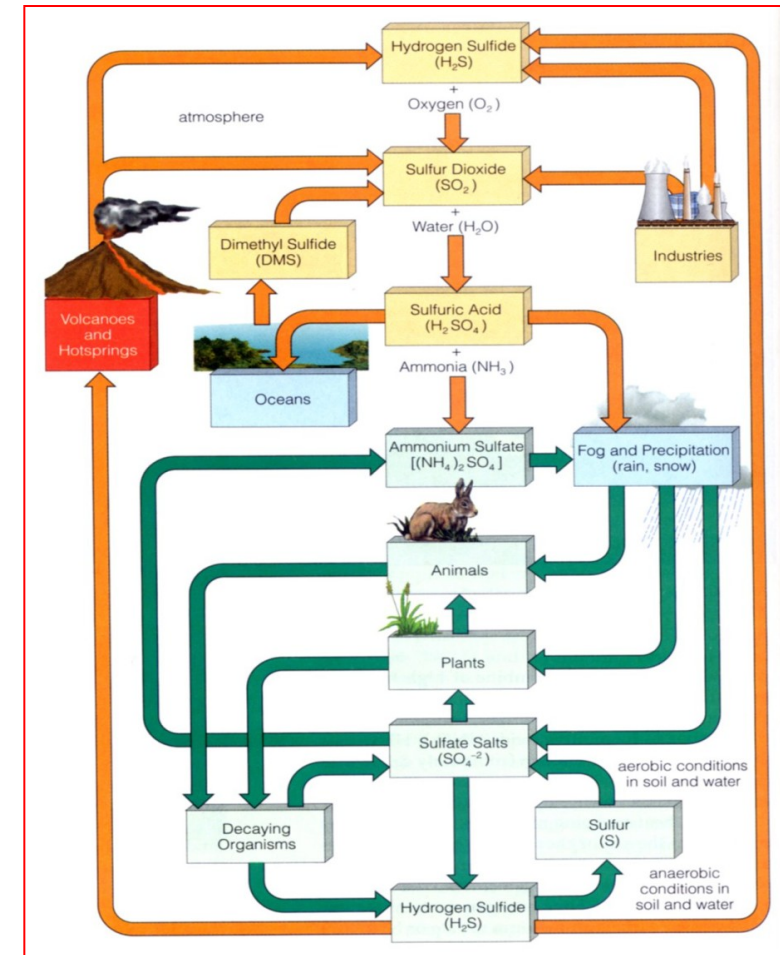 Hydrogen Sulfide
(H₂S)
+
Oxygen (O₂)
atmosphere
Sulfur Dioxide
(SO₂)
+
Water (H₂O)
Dimethyl Sulfide
(DMS)
Industries
Volcanoes
and
Hotsprings
Sulfuric Acid
(H₂SO₄)
+
Ammonia (NH₃)
Oceans
Ammonium Sulfate
[(NH₄)₂SO₄]
Fog and Precipitation
(rain, snow)
Animals
Plants
Sulfate Salts
(SO₄⁻²)
aerobic conditions
in soil and water
Decaying
Organisms
Sulfur
(S)
anaerobic
conditions in
soil and water
Hydrogen Sulfide
(H₂S)